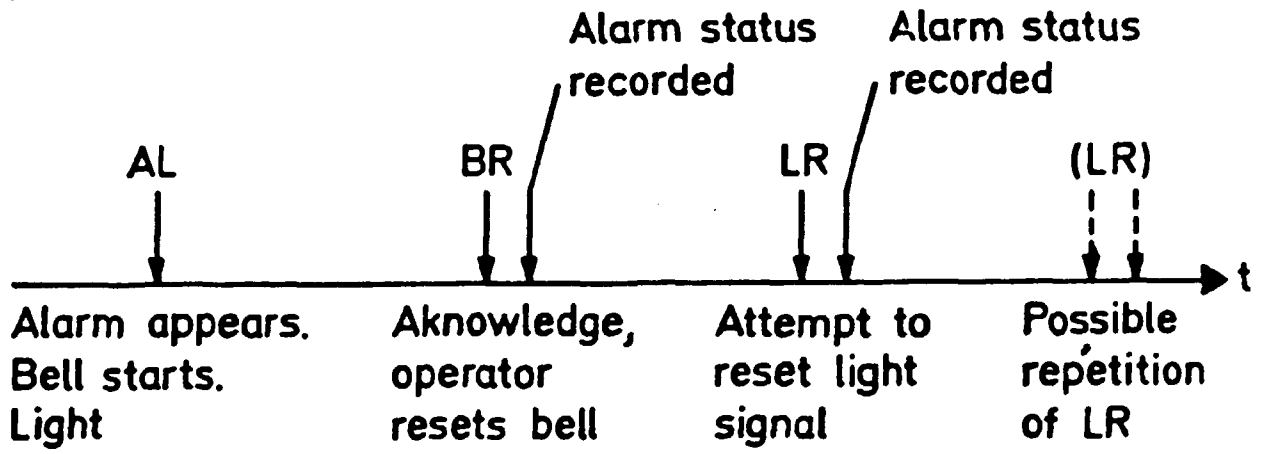 Alarm status
recorded
Alarm status
recorded
AL
BR
LR
(LR)
t
Alarm appears.
Bell starts.
Light
Aknowledge,
operator
resets bell
Attempt to
reset light
signal
Possible
repetition
of LR